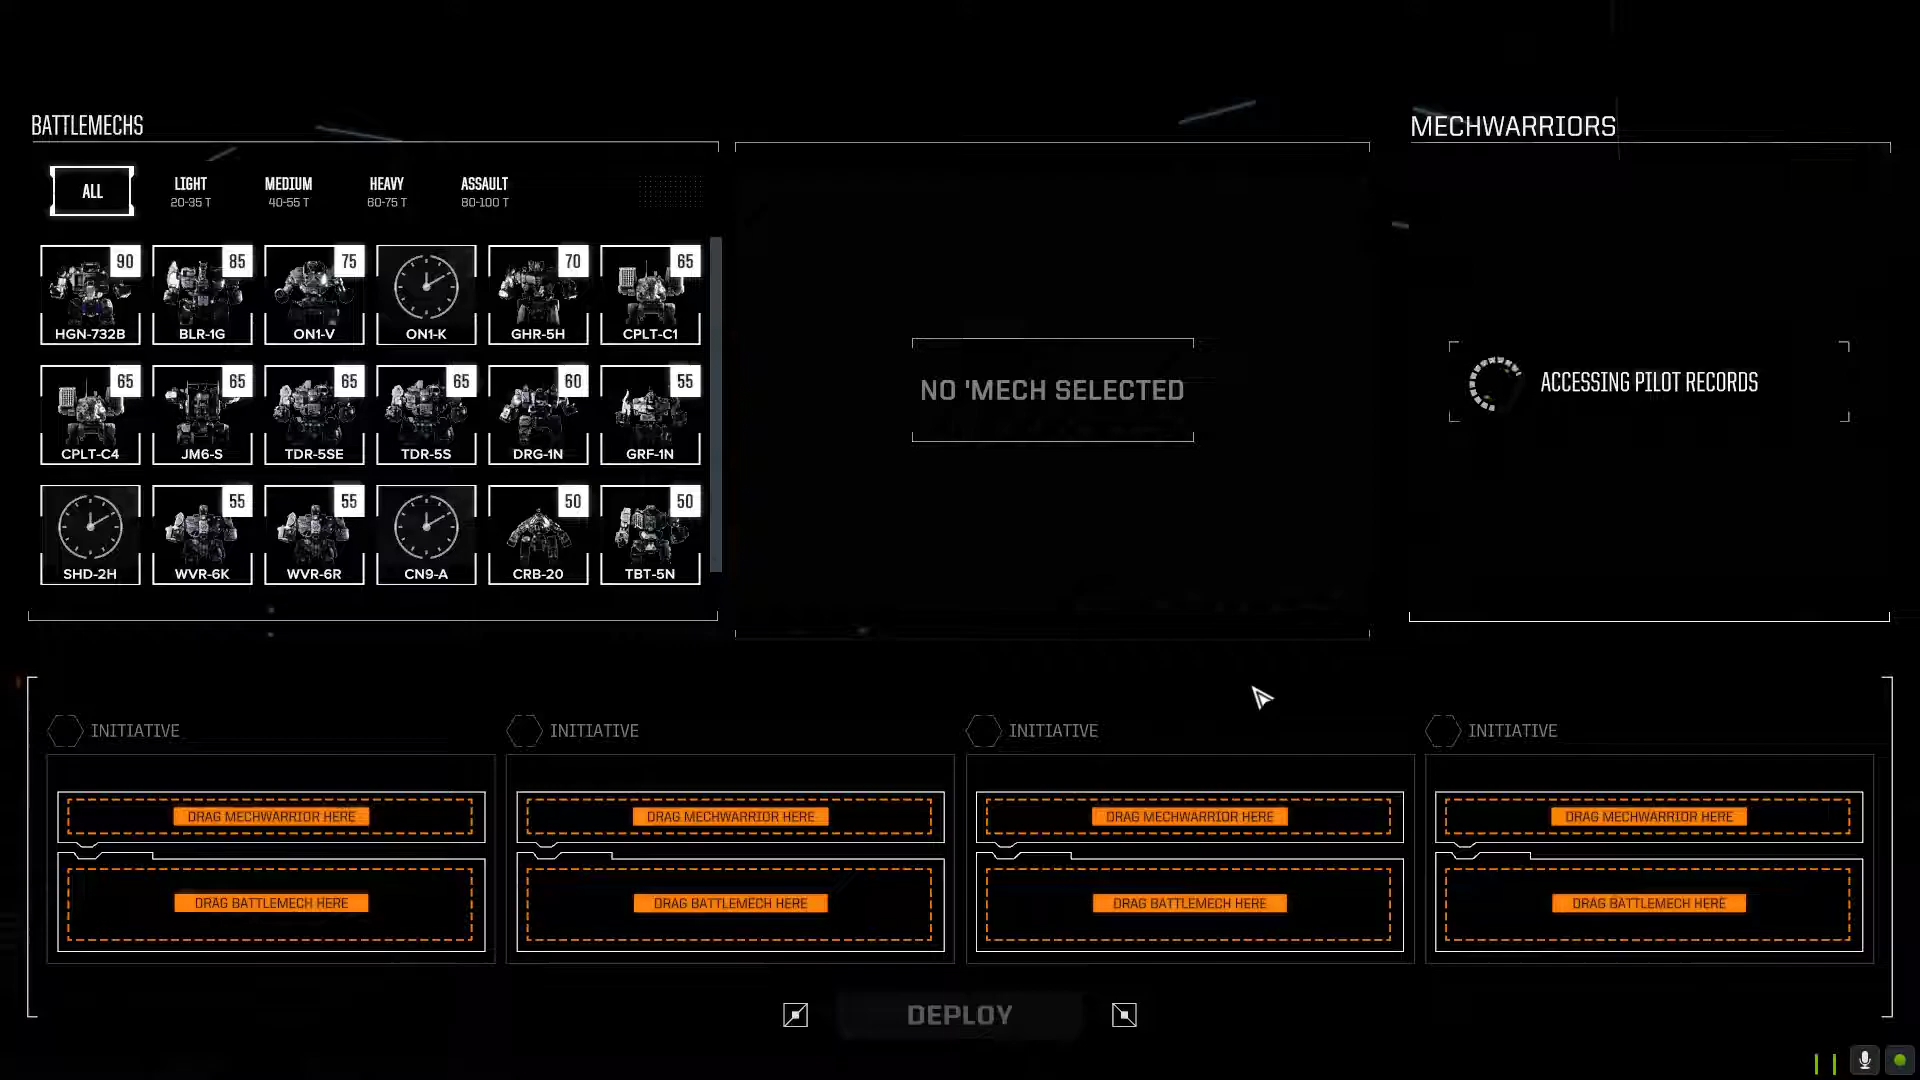 BATTLEMECHS
MECHWARRIORS
ALL
LIGHT
20-35 T
MEDIUM
40-55 T
HEAVY
60-75 T
ASSAULT
80-100 T
90
HGN-732B
85
BLR-1G
75
ON1-V
ON1-K
70
GHR-5H
65
CPLT-C1
65
CPLT-C4
65
JM6-S
65
TDR-5SE
65
TDR-5S
60
DRG-1N
55
GRF-1N
SHD-2H
55
WVR-6K
55
WVR-6R
CN9-A
50
CRB-20
50
TBT-5N
NO 'MECH SELECTED
ACCESSING PILOT RECORDS
INITIATIVE
DRAG MECHWARRIOR HERE
DRAG BATTLEMECH HERE
INITIATIVE
DRAG MECHWARRIOR HERE
DRAG BATTLEMECH HERE
INITIATIVE
DRAG MECHWARRIOR HERE
DRAG BATTLEMECH HERE
INITIATIVE
DRAG MECHWARRIOR HERE
DRAG BATTLEMECH HERE
DEPLOY